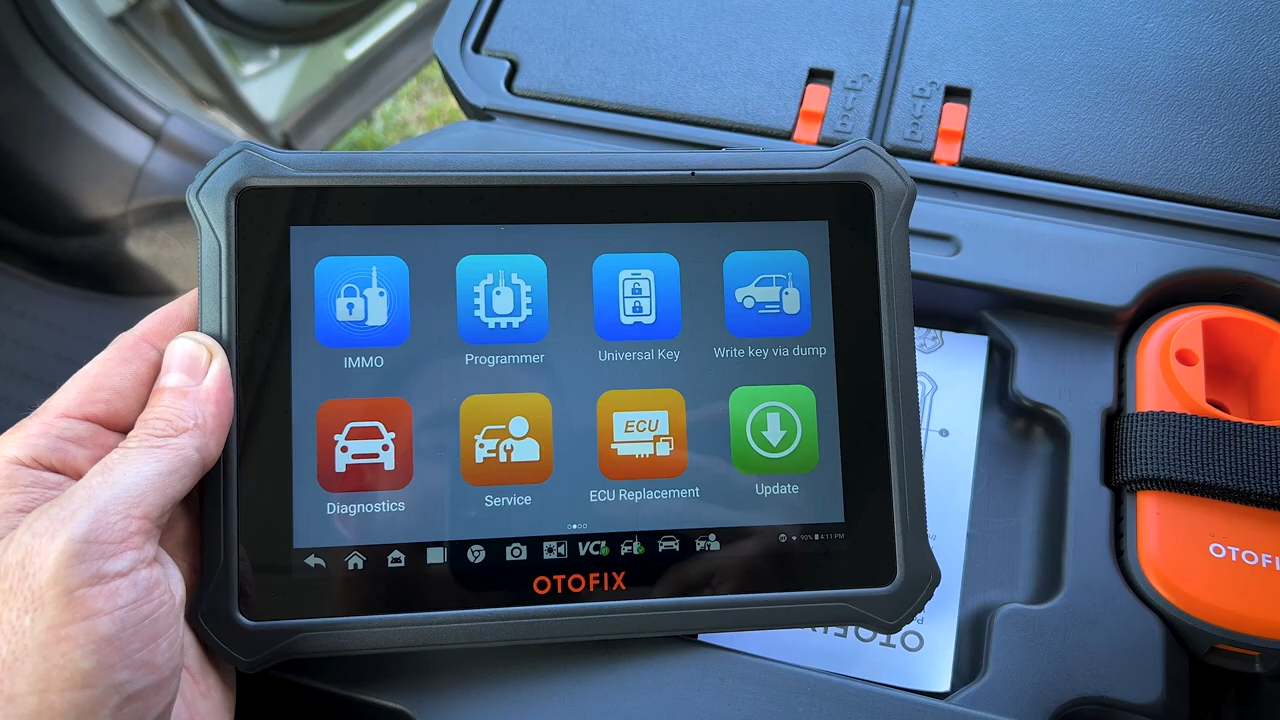 IMMO
Programmer
Universal Key
Write key via dump
ECU
Diagnostics
Service
ECU Replacement
Update
VCI
90% 4:11 PM
OTOFIX
OTOFI
OTOFIX